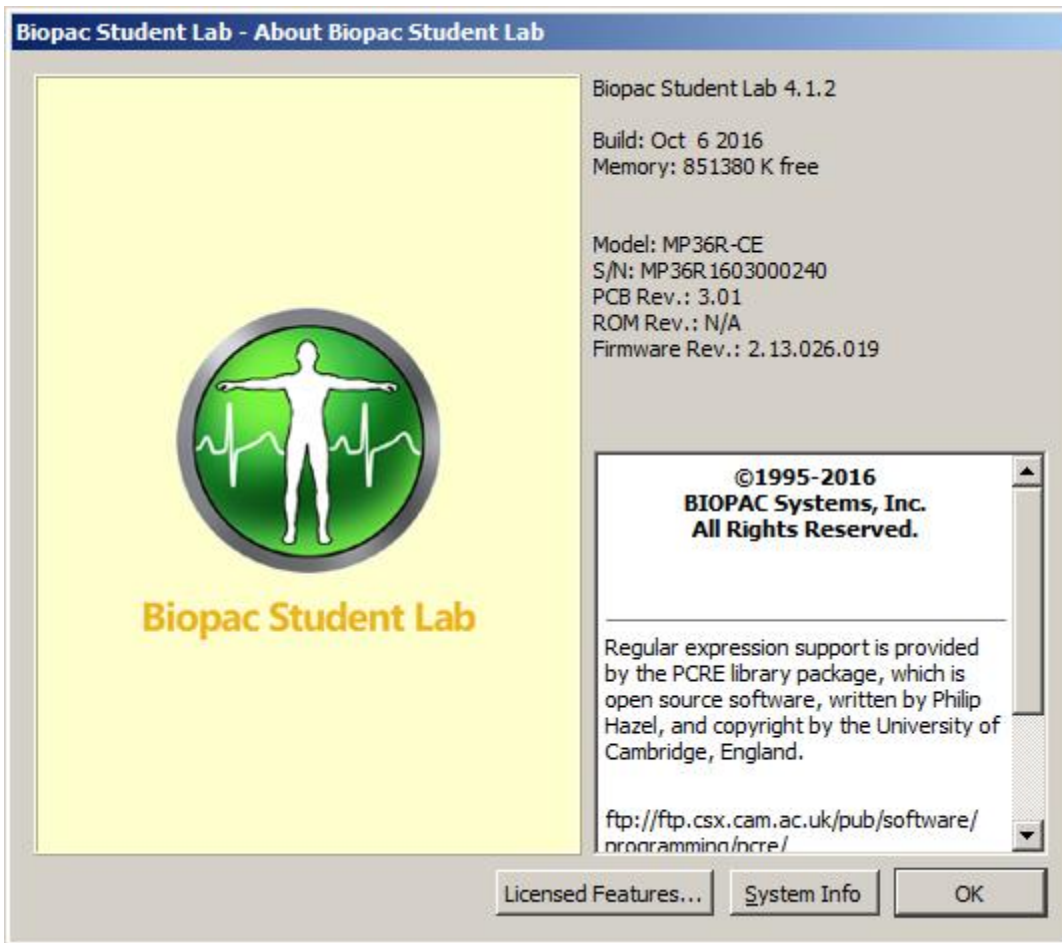 Biopac Student Lab - About Biopac Student Lab
Biopac Student Lab 4.1.2
Build: Oct 6 2016
Memory: 851380 K free
Model: MP36R-CE
S/N: MP36R1603000240
PCB Rev.: 3.01
ROM Rev.: N/A
Firmware Rev.: 2.13.026.019
Biopac Student Lab
©1995-2016
BIOPAC Systems, Inc.
All Rights Reserved.
Regular expression support is provided
by the PCRE library package, which is
open source software, written by Philip
Hazel, and copyright by the University of
Cambridge, England.
ftp://ftp.csx.cam.ac.uk/pub/software/
programming/pcre/
Licensed Features...
System Info
OK